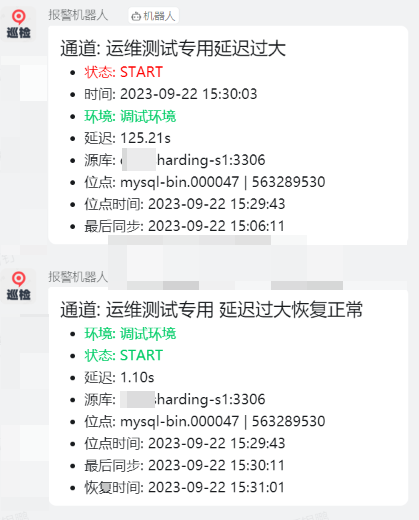 报警机器人 机器人
巡检
通道: 运维测试专用延迟过大
状态: START
时间: 2023-09-22 15:30:03
环境: 调试环境
延迟: 125.21s
源库: harding-s1:3306
位点: mysql-bin.000047 | 563289530
位点时间: 2023-09-22 15:29:43
最后同步: 2023-09-22 15:06:11
报警机器人
巡检
通道: 运维测试专用 延迟过大恢复正常
环境: 调试环境
状态: START
延迟: 1.10s
源库: harding-s1:3306
位点: mysql-bin.000047 | 563289530
位点时间: 2023-09-22 15:29:43
最后同步: 2023-09-22 15:30:11
恢复时间: 2023-09-22 15:31:01